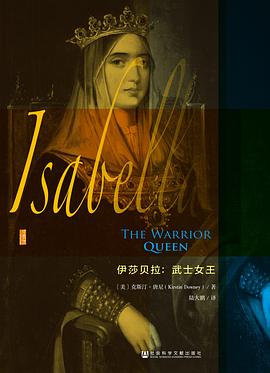 Isabella
THE WARRIOR
QUEEN
伊莎贝拉：武士女王
〔美〕克斯汀·唐尼（Kirstin Downey）著
陆大鹏 译
社会科学文献出版社